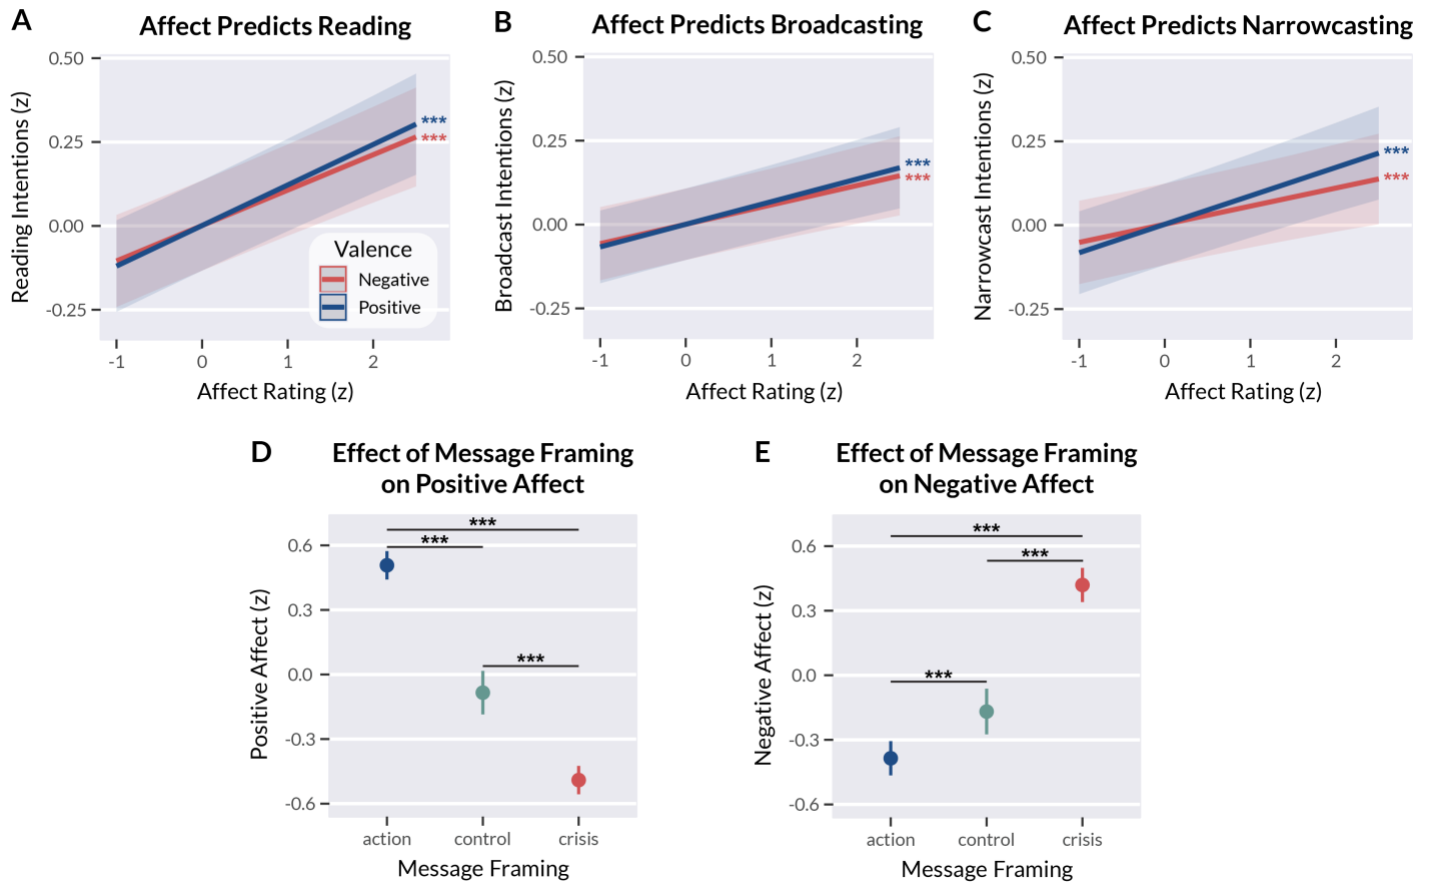 A
Affect Predicts Reading
0.50
0.25
0.00
-0.25
Reading Intentions (z)
***
***
Valence
Negative
Positive
-1 0 1 2
Affect Rating (z)
B
Affect Predicts Broadcasting
0.50
0.25
0.00
-0.25
Broadcast Intentions (z)
***
***
-1 0 1 2
Affect Rating (z)
C
Affect Predicts Narrowcasting
0.50
0.25
0.00
-0.25
Narrowcast Intentions (z)
***
***
-1 0 1 2
Affect Rating (z)
D
Effect of Message Framing
on Positive Affect
0.6
0.3
0.0
-0.3
-0.6
Positive Affect (z)
***
***
***
action control crisis
Message Framing
E
Effect of Message Framing
on Negative Affect
0.6
0.3
0.0
-0.3
-0.6
Negative Affect (z)
***
***
***
action control crisis
Message Framing